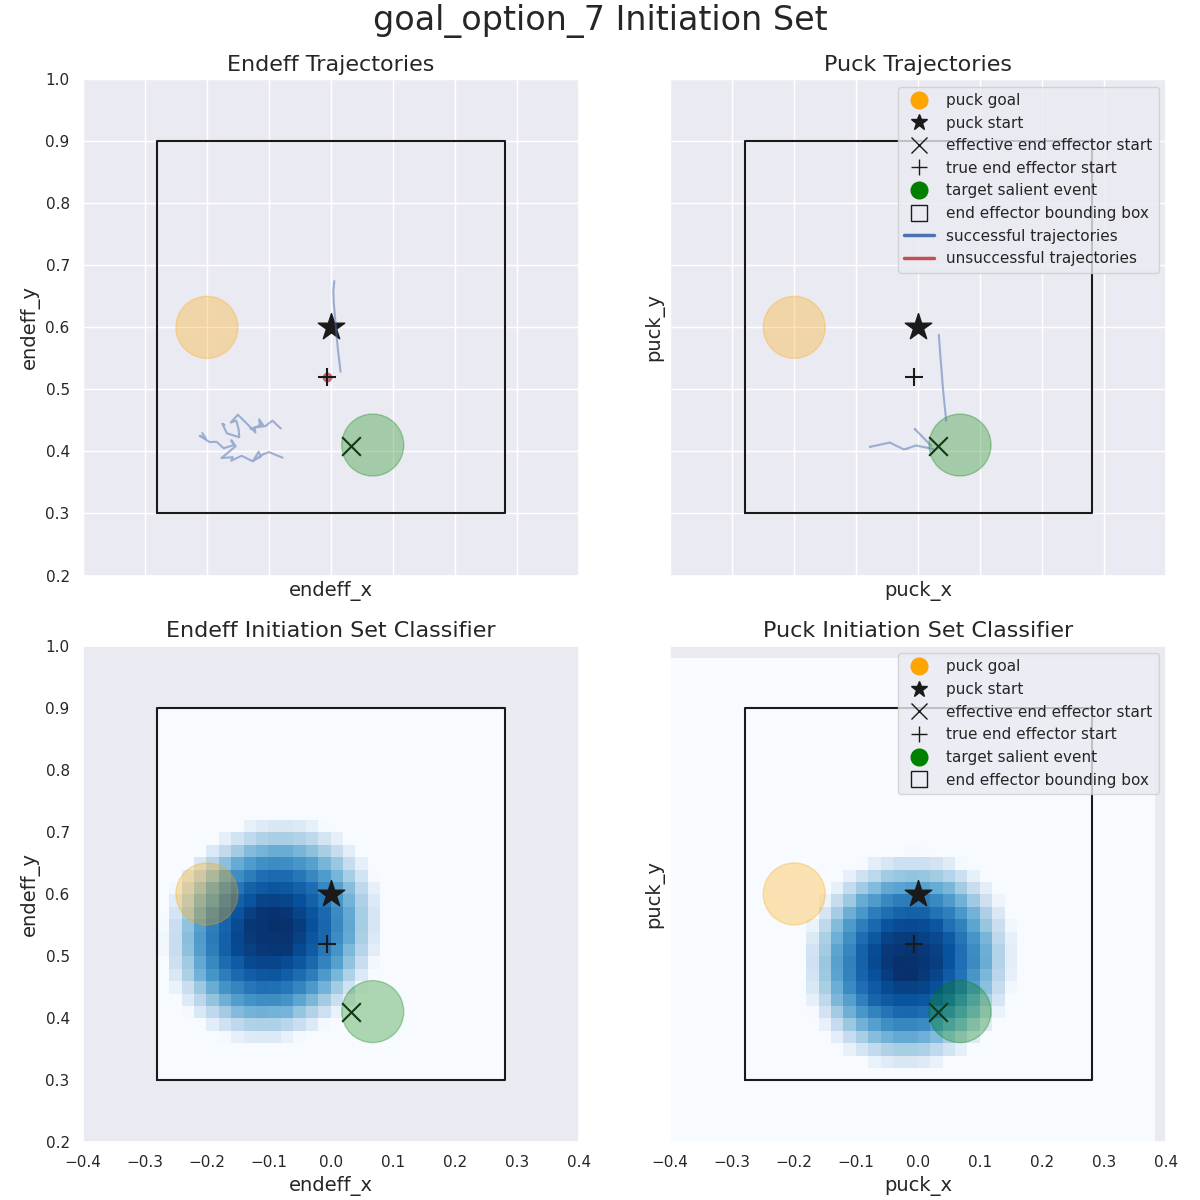 goal_option_7 Initiation Set
Endeff Trajectories
1.0
0.9
0.8
0.7
0.6
0.5
0.4
0.3
0.2
endeff_y
endeff_x
Puck Trajectories
puck goal
puck start
effective end effector start
true end effector start
target salient event
end effector bounding box
successful trajectories
unsuccessful trajectories
puck_y
puck_x
Endeff Initiation Set Classifier
1.0
0.9
0.8
0.7
0.6
0.5
0.4
0.3
0.2
endeff_y
−0.4 −0.3 −0.2 −0.1 0.0 0.1 0.2 0.3 0.4
endeff_x
Puck Initiation Set Classifier
puck goal
puck start
effective end effector start
true end effector start
target salient event
end effector bounding box
puck_y
−0.4 −0.3 −0.2 −0.1 0.0 0.1 0.2 0.3 0.4
puck_x